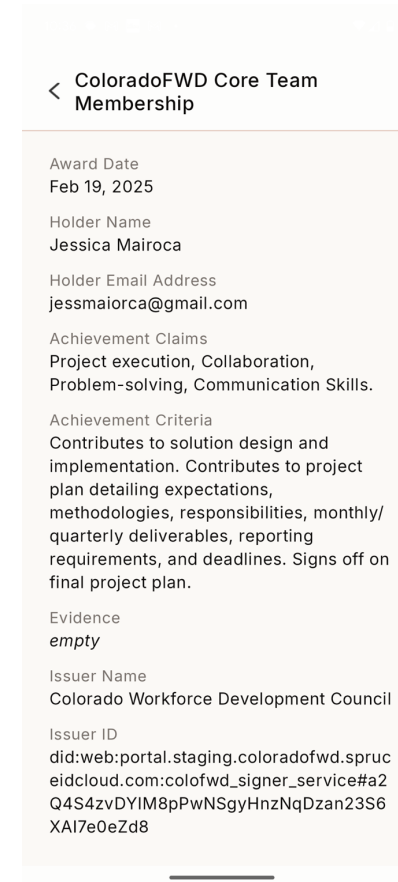 ColoradoFWD Core Team
Membership
Award Date
Feb 19, 2025
Holder Name
Jessica Mairoca
Holder Email Address
jessmaiorca@gmail.com
Achievement Claims
Project execution, Collaboration,
Problem-solving, Communication Skills.
Achievement Criteria
Contributes to solution design and
implementation. Contributes to project
plan detailing expectations,
methodologies, responsibilities, monthly/
quarterly deliverables, reporting
requirements, and deadlines. Signs off on
final project plan.
Evidence
empty
Issuer Name
Colorado Workforce Development Council
Issuer ID
did:web:portal.staging.coloradofwd.spruc
eidcloud.com:colofwd_signer_service#a2
Q4S4zvDYIM8pPwNSgyHnzNqDzan23S6
XAI7e0eZd8